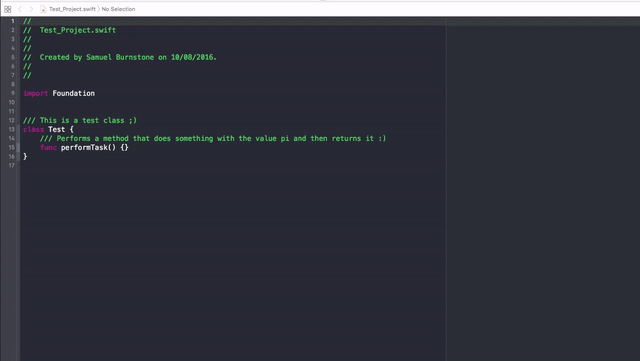 Test_Project.swift 〉 No Selection
1 //
2 //  Test_Project.swift
3 //
4 //
5 //  Created by Samuel Burnstone on 10/08/2016.
6 //
7 //
8
9 import Foundation
10
11
12 /// This is a test class ;)
13 class Test {
14     /// Performs a method that does something with the value pi and then returns it :)
15     func performTask() {}
16 }
17